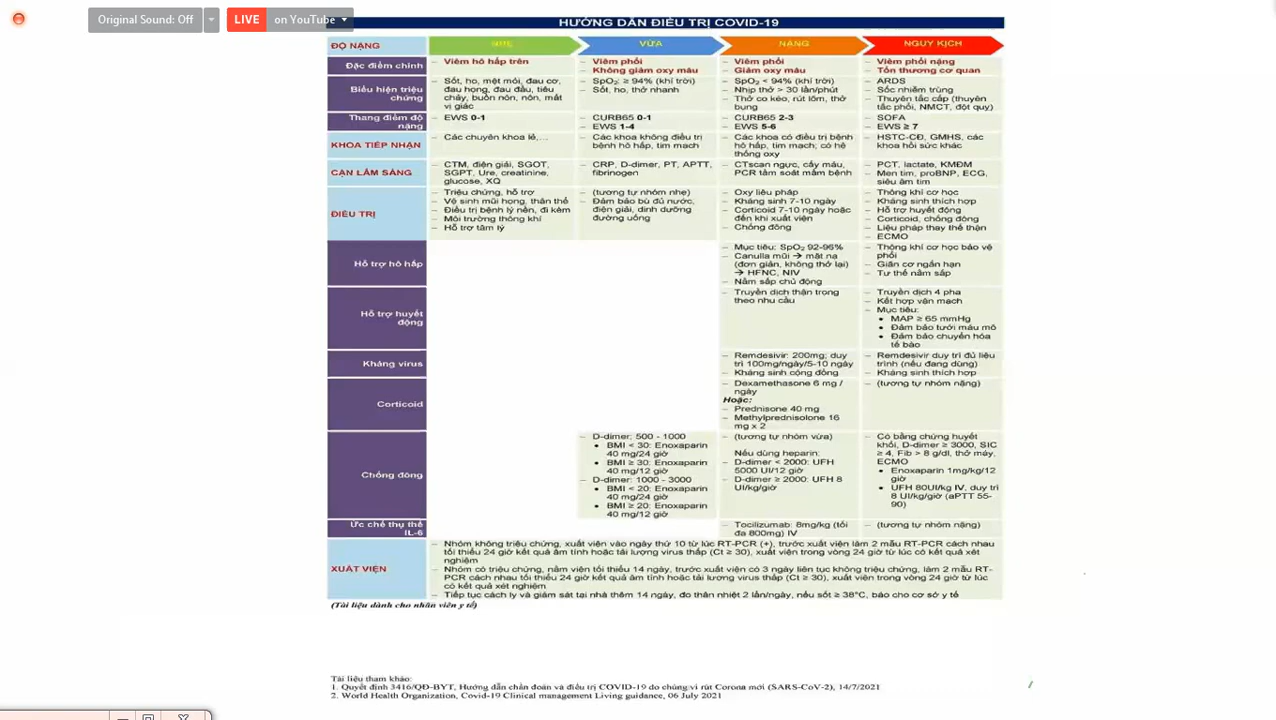 Original Sound: Off
LIVE on YouTube
HƯỚNG DẪN ĐIỀU TRỊ COVID-19
ĐỘ NẶNG
NHẸ
VỪA
NẶNG
NGUY KỊCH
Đặc điểm chính
– Viêm hô hấp trên
– Viêm phổi
– Không giảm oxy máu
– Viêm phổi
– Giảm oxy máu
– Viêm phổi nặng
– Tổn thương cơ quan
Biểu hiện triệu
chứng
– Sốt, ho, mệt mỏi, đau cơ,
đau họng, đau đầu, tiêu
chảy, buồn nôn, nôn, mất
vị giác
– SpO₂: ≥ 94% (khí trời)
– Sốt, ho, thở nhanh
– SpO₂ < 94% (khí trời)
– Nhịp thở > 30 lần/phút
– Thở co kéo, rút lõm, thở
bụng
– ARDS
– Sốc nhiễm trùng
– Thuyên tắc cấp (thuyên
tắc phổi, NMCT, đột quỵ)
Thang điểm độ
nặng
– EWS 0-1
– CURB65 0-1
– EWS 1-4
– CURB65 2-3
– EWS 5-6
– SOFA
– EWS ≥ 7
KHOA TIẾP NHẬN
– Các chuyên khoa lẻ,...
– Các khoa không điều trị
bệnh hô hấp, tim mạch
– Các khoa có điều trị bệnh
hô hấp, tim mạch; có hệ
thống oxy
– HSTC-CĐ, GMHS, các
khoa hồi sức khác
CẬN LÂM SÀNG
– CTM, điện giải, SGOT,
SGPT, Ure, creatinine,
glucose, XQ
– CRP, D-dimer, PT, APTT,
fibrinogen
– CTscan ngực, cấy máu,
PCR tầm soát mầm bệnh
– PCT, lactate, KMĐM
– Men tim, proBNP, ECG,
siêu âm tim
ĐIỀU TRỊ
– Triệu chứng, hỗ trợ
– Vệ sinh mũi họng, thân thể
– Điều trị bệnh lý nền, đi kèm
– Môi trường thông khí
– Hỗ trợ tâm lý
– (tương tự nhóm nhẹ)
– Đảm bảo bù đủ nước,
điện giải, dinh dưỡng
đường uống
– Oxy liệu pháp
– Kháng sinh 7-10 ngày
– Corticoid 7-10 ngày hoặc
đến khi xuất viện
– Chống đông
– Thông khí cơ học
– Kháng sinh thích hợp
– Hỗ trợ huyết động
– Corticoid, chống đông
– Liệu pháp thay thế thận
– ECMO
Hỗ trợ hô hấp
– Mục tiêu: SpO₂ 92-96%
– Canulla mũi → mặt nạ
(đơn giản, không thở lại)
→ HFNC, NIV
– Nằm sấp chủ động
– Thông khí cơ học bảo vệ
phổi
– Giãn cơ ngắn hạn
– Tư thế nằm sấp
Hỗ trợ huyết
động
– Truyền dịch thận trọng
theo nhu cầu
– Truyền dịch 4 pha
– Kết hợp vận mạch
– Mục tiêu:
• MAP ≥ 65 mmHg
• Đảm bảo tưới máu mô
• Đảm bảo chuyển hóa
tế bào
Kháng virus
– Remdesivir: 200mg; duy
trì 100mg/ngày/5-10 ngày
– Kháng sinh cộng đồng
– Remdesivir duy trì đủ liệu
trình (nếu đang dùng)
– Kháng sinh thích hợp
Corticoid
– Dexamethasone 6 mg /
ngày
Hoặc:
– Prednisone 40 mg
– Methylprednisolone 16
mg x 2
– (tương tự nhóm nặng)
Chống đông
– D-dimer: 500 - 1000
• BMI < 30: Enoxaparin
40 mg/24 giờ
• BMI ≥ 30: Enoxaparin
40 mg/12 giờ
– D-dimer: 1000 - 3000
• BMI < 20: Enoxaparin
40 mg/24 giờ
• BMI ≥ 20: Enoxaparin
40 mg/12 giờ
– (tương tự nhóm vừa)
Nếu dùng heparin:
– D-dimer < 2000: UFH
5000 UI/12 giờ
– D-dimer ≥ 2000: UFH 8
UI/kg/giờ
– Có bằng chứng huyết
khối, D-dimer ≥ 3000, SIC
≥ 4, Fib > 8 g/dl, thở máy,
ECMO
• Enoxaparin 1mg/kg/12
giờ
• UFH 80UI/kg IV, duy trì
8 UI/kg/giờ (aPTT 55-
90)
Ức chế thụ thể
IL-6
– Tocilizumab: 8mg/kg (tối
đa 800mg) IV
– (tương tự nhóm nặng)
XUẤT VIỆN
– Nhóm không triệu chứng, xuất viện vào ngày thứ 10 từ lúc RT-PCR (+), trước xuất viện làm 2 mẫu RT-PCR cách nhau
tối thiểu 24 giờ kết quả âm tính hoặc tải lượng virus thấp (Ct ≥ 30), xuất viện trong vòng 24 giờ từ lúc có kết quả xét
nghiệm
– Nhóm có triệu chứng, nằm viện tối thiểu 14 ngày, trước xuất viện có 3 ngày liên tục không triệu chứng, làm 2 mẫu RT-
PCR cách nhau tối thiểu 24 giờ kết quả âm tính hoặc tải lượng virus thấp (Ct ≥ 30), xuất viện trong vòng 24 giờ từ lúc
có kết quả xét nghiệm
– Tiếp tục cách ly và giám sát tại nhà thêm 14 ngày, đo thân nhiệt 2 lần/ngày, nếu sốt ≥ 38°C, báo cho cơ sở y tế
(Tài liệu dành cho nhân viên y tế)
Tài liệu tham khảo:
1. Quyết định 3416/QĐ-BYT, Hướng dẫn chẩn đoán và điều trị COVID-19 do chủng vi rút Corona mới (SARS-CoV-2), 14/7/2021
2. World Health Organization, Covid-19 Clinical management Living guidance, 06 July 2021